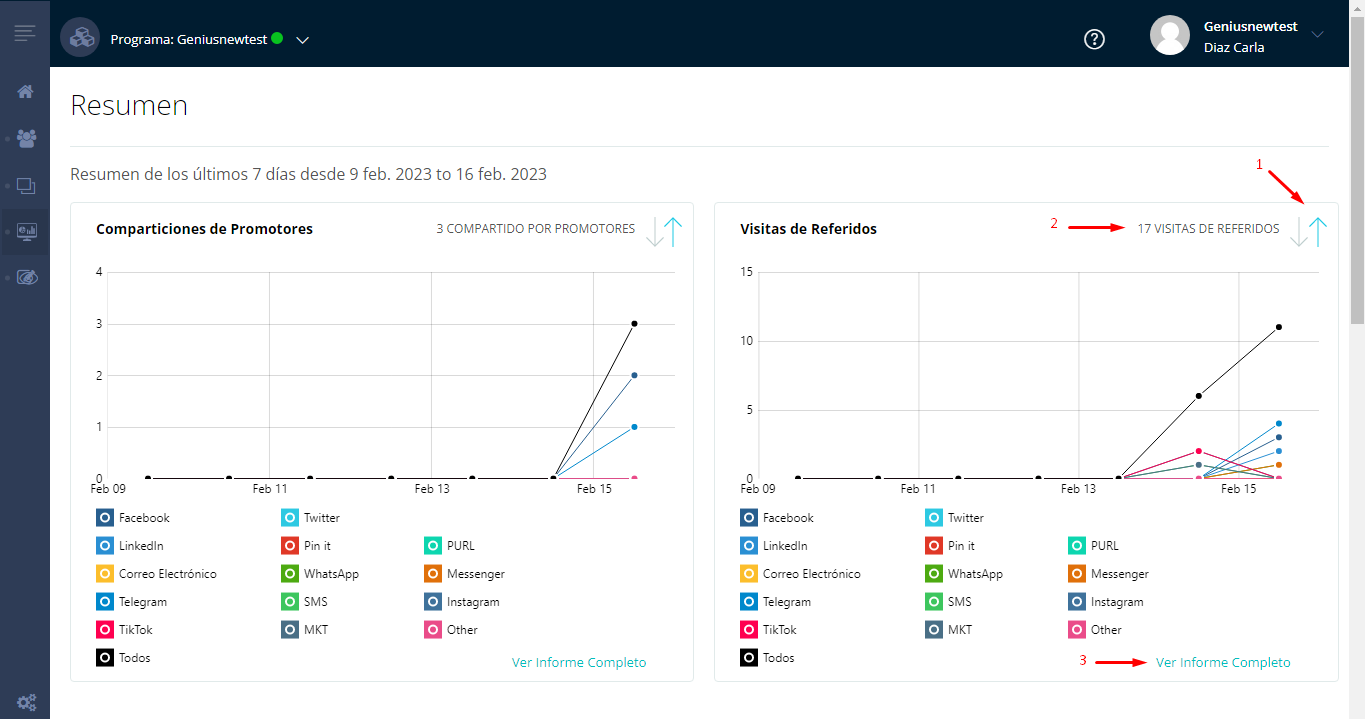 Programa: Geniusnewtest
Geniusnewtest
Diaz Carla
Resumen
Resumen de los últimos 7 días desde 9 feb. 2023 to 16 feb. 2023
1
Comparticiones de Promotores
3 COMPARTIDO POR PROMOTORES
4
3
2
1
0
Feb 09
Feb 11
Feb 13
Feb 15
Facebook
Twitter
LinkedIn
Pin it
PURL
Correo Electrónico
WhatsApp
Messenger
Telegram
SMS
Instagram
TikTok
MKT
Other
Todos
Ver Informe Completo
Visitas de Referidos
2
17 VISITAS DE REFERIDOS
15
10
5
0
Feb 09
Feb 11
Feb 13
Feb 15
Facebook
Twitter
LinkedIn
Pin it
PURL
Correo Electrónico
WhatsApp
Messenger
Telegram
SMS
Instagram
TikTok
MKT
Other
Todos
3
Ver Informe Completo